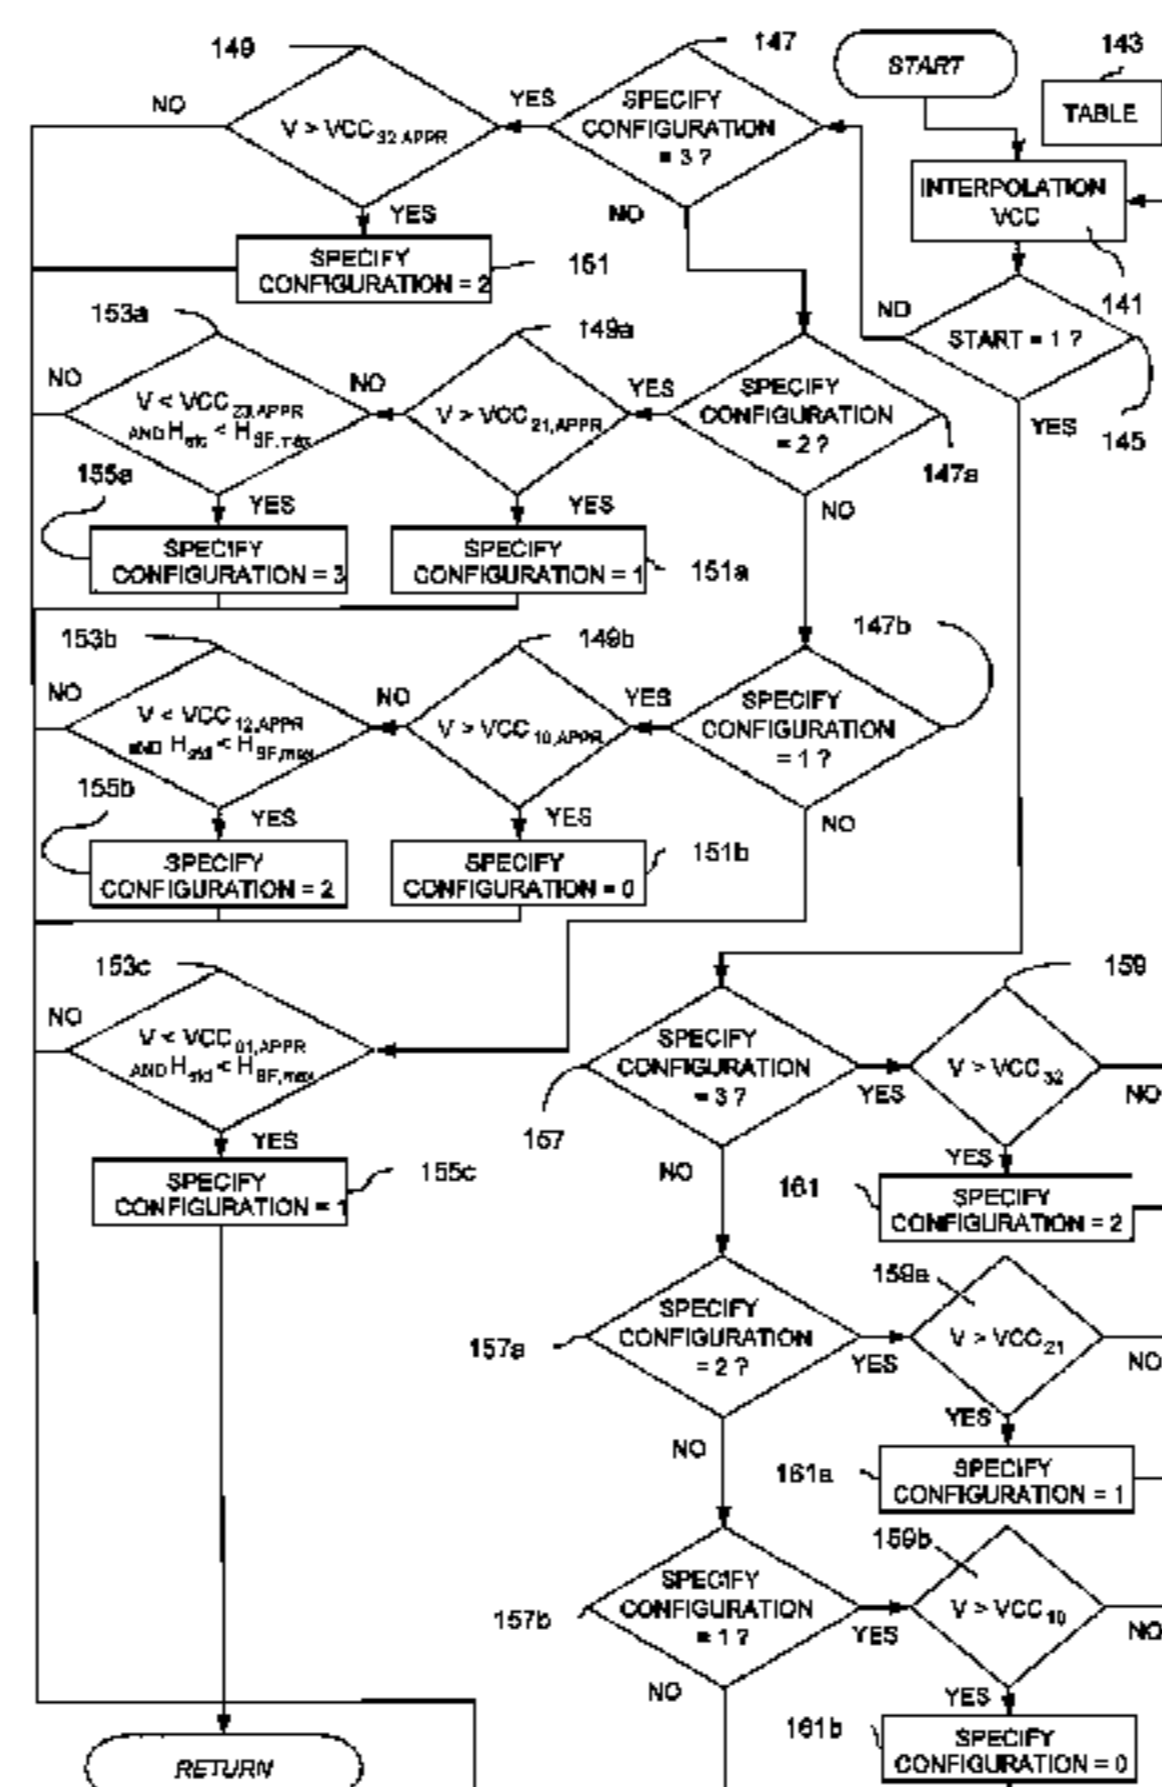 149
147
START
143
TABLE
NO
V > VCC32,APPR
YES
SPECIFY
CONFIGURATION
= 3 ?
INTERPOLATION
VCC
YES
NO
SPECIFY
CONFIGURATION = 2
151
141
NO
START = 1 ?
YES
145
153a
149a
NO
V < VCC23,APPR
AND Hstd < HSF,max
NO
V > VCC21,APPR
YES
SPECIFY
CONFIGURATION
= 2 ?
147a
155a
YES
YES
NO
SPECIFY
CONFIGURATION = 3
SPECIFY
CONFIGURATION = 1
151a
153b
149b
147b
NO
V < VCC12,APPR
AND Hstd < HSF,max
NO
V > VCC10,APPR
YES
SPECIFY
CONFIGURATION
= 1 ?
155b
YES
YES
NO
SPECIFY
CONFIGURATION = 2
SPECIFY
CONFIGURATION = 0
151b
153c
159
NO
V < VCC01,APPR
AND Hstd < HSF,max
SPECIFY
CONFIGURATION
= 3 ?
YES
V > VCC32
NO
157
YES
NO
YES
SPECIFY
CONFIGURATION = 1
155c
161
SPECIFY
CONFIGURATION = 2
159a
157a
SPECIFY
CONFIGURATION
= 2 ?
YES
V > VCC21
NO
NO
YES
161a
SPECIFY
CONFIGURATION = 1
159b
157b
SPECIFY
CONFIGURATION
= 1 ?
YES
V > VCC10
NO
NO
YES
161b
SPECIFY
CONFIGURATION = 0
RETURN